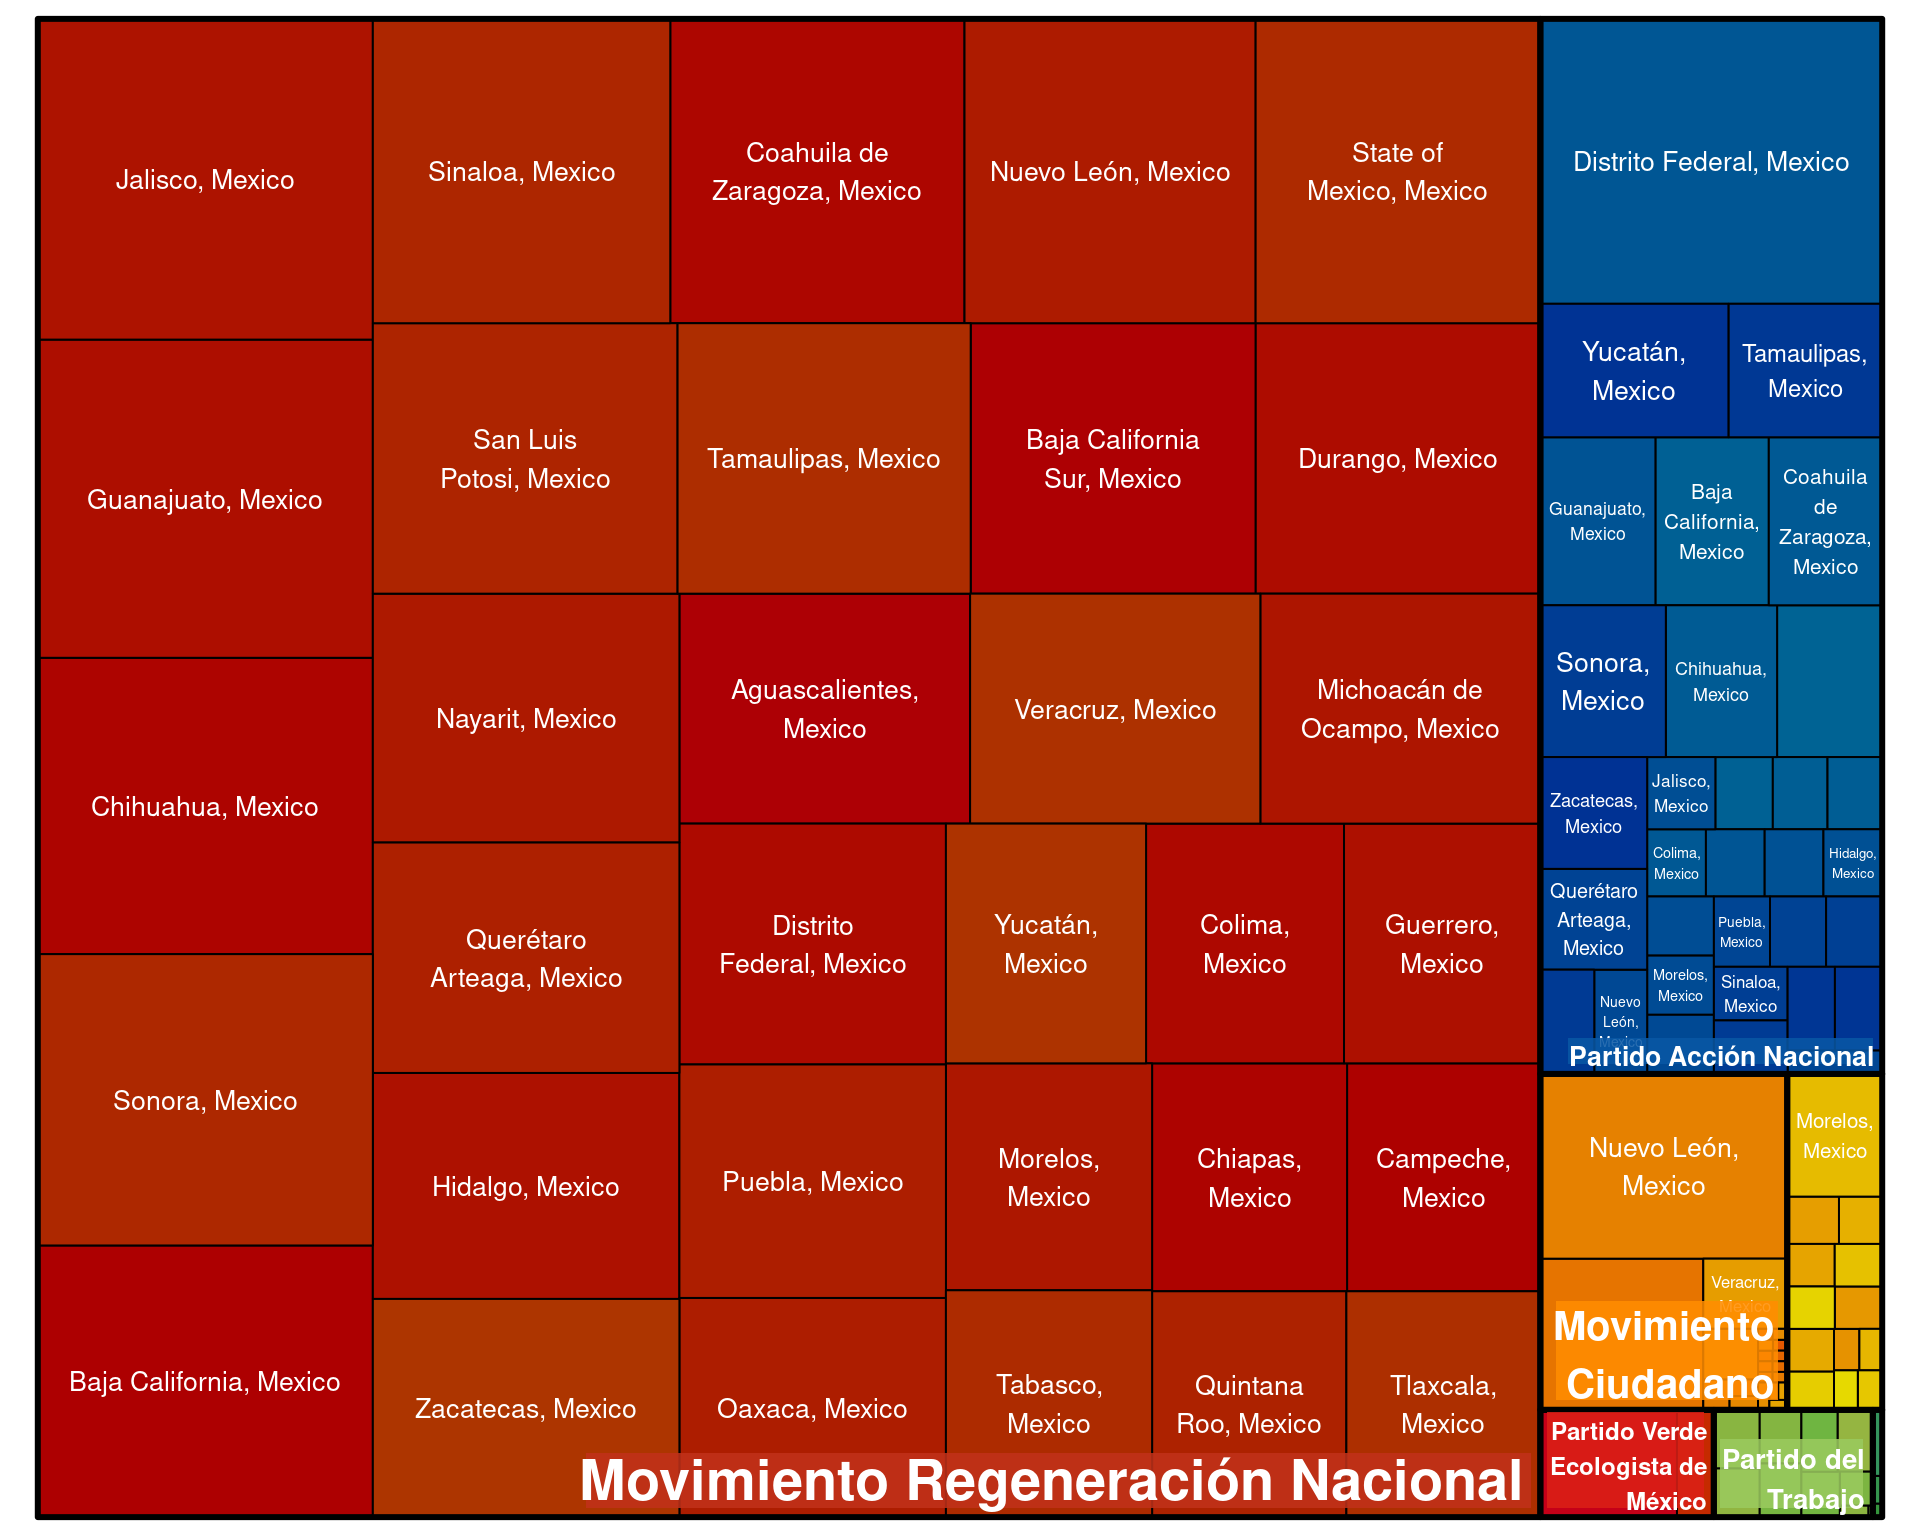 Jalisco, Mexico
Guanajuato, Mexico
Chihuahua, Mexico
Sonora, Mexico
Baja California, Mexico
Sinaloa, Mexico
Coahuila de
Zaragoza, Mexico
Nuevo León, Mexico
State of
Mexico, Mexico
San Luis
Potosi, Mexico
Tamaulipas, Mexico
Baja California
Sur, Mexico
Durango, Mexico
Nayarit, Mexico
Aguascalientes,
Mexico
Veracruz, Mexico
Michoacán de
Ocampo, Mexico
Querétaro
Arteaga, Mexico
Distrito
Federal, Mexico
Yucatán,
Mexico
Colima,
Mexico
Guerrero,
Mexico
Hidalgo, Mexico
Puebla, Mexico
Morelos,
Mexico
Chiapas,
Mexico
Campeche,
Mexico
Zacatecas, Mexico
Oaxaca, Mexico
Tabasco,
Mexico
Quintana
Roo, Mexico
Tlaxcala,
Mexico
Movimiento Regeneración Nacional
Distrito Federal, Mexico
Yucatán,
Mexico
Tamaulipas,
Mexico
Guanajuato,
Mexico
Baja
California,
Mexico
Coahuila
de
Zaragoza,
Mexico
Sonora,
Mexico
Chihuahua,
Mexico
Zacatecas,
Mexico
Jalisco,
Mexico
Colima,
Mexico
Hidalgo,
Mexico
Querétaro
Arteaga,
Mexico
Puebla,
Mexico
Morelos,
Mexico
Sinaloa,
Mexico
Nuevo
León,
Mexico
Partido Acción Nacional
Nuevo León,
Mexico
Veracruz,
Mexico
Movimiento
Ciudadano
Morelos,
Mexico
Partido Verde
Ecologista de
México
Partido del
Trabajo